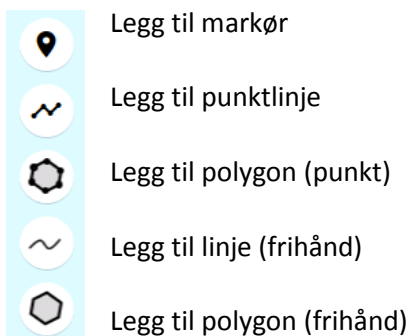 Legg til markør
Legg til punktlinje
Legg til polygon (punkt)
Legg til linje (frihånd)
Legg til polygon (frihånd)